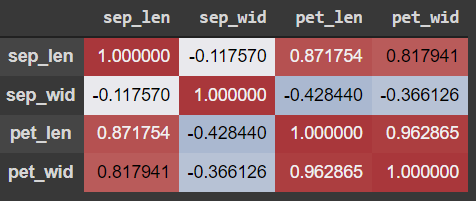 sep_len sep_wid pet_len pet_wid
sep_len 1.000000 -0.117570 0.871754 0.817941
sep_wid -0.117570 1.000000 -0.428440 -0.366126
pet_len 0.871754 -0.428440 1.000000 0.962865
pet_wid 0.817941 -0.366126 0.962865 1.000000